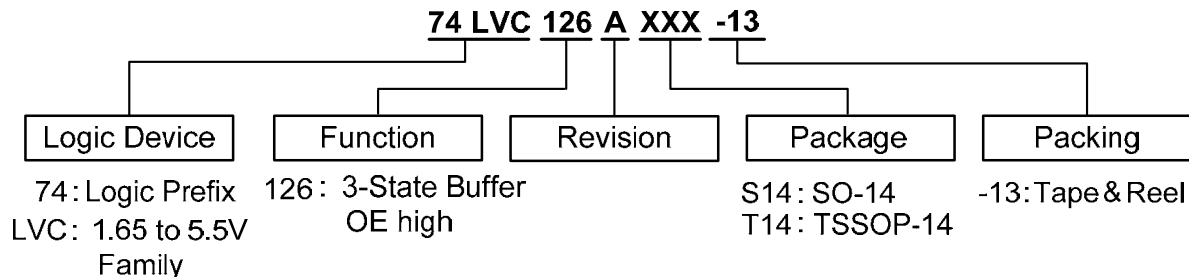 74 LVC 126 A XXX -13
Logic Device
Function
Revision
Package
Packing
74: Logic Prefix
LVC: 1.65 to 5.5V
Family
126: 3-State Buffer
OE high
S14: SO-14
T14: TSSOP-14
-13: Tape & Reel